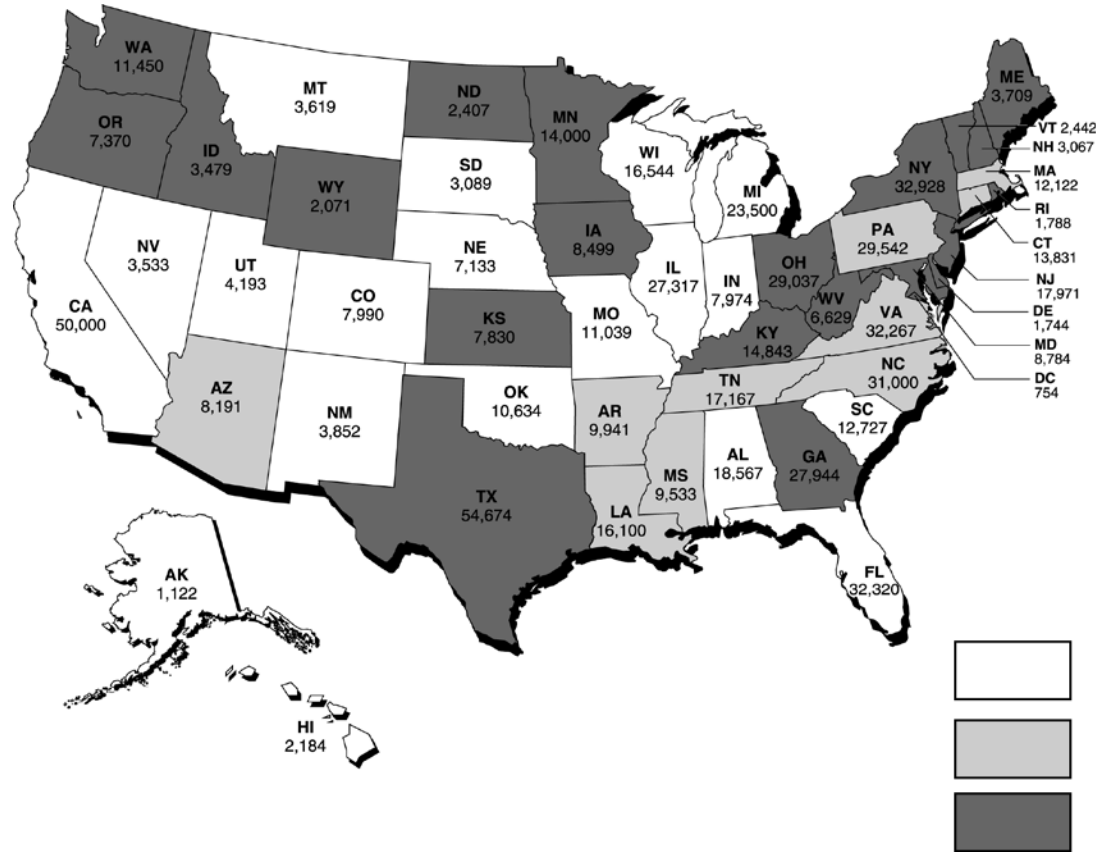 WA
11,450
MT
3,619
ND
2,407
MN
14,000
ME
3,709
VT 2,442
NH 3,067
OR
7,370
ID
3,479
SD
3,089
WI
16,544
MI
23,500
NY
32,928
MA
12,122
WY
2,071
RI
1,788
IA
8,499
PA
29,542
CT
13,831
NV
3,533
NE
7,133
UT
4,193
IL
27,317
IN
7,974
OH
29,037
NJ
17,971
CA
50,000
CO
7,990
WV
6,629
VA
32,267
DE
1,744
KS
7,830
MO
11,039
KY
14,843
MD
8,784
NC
31,000
DC
754
AZ
8,191
NM
3,852
OK
10,634
TN
17,167
AR
9,941
SC
12,727
MS
9,533
AL
18,567
GA
27,944
TX
54,674
LA
16,100
AK
1,122
FL
32,320
HI
2,184